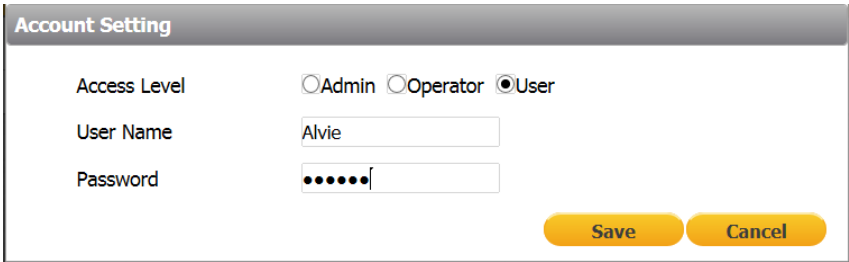 Account Setting
Access Level Admin Operator User
User Name Alvie
Password ••••••
Save Cancel